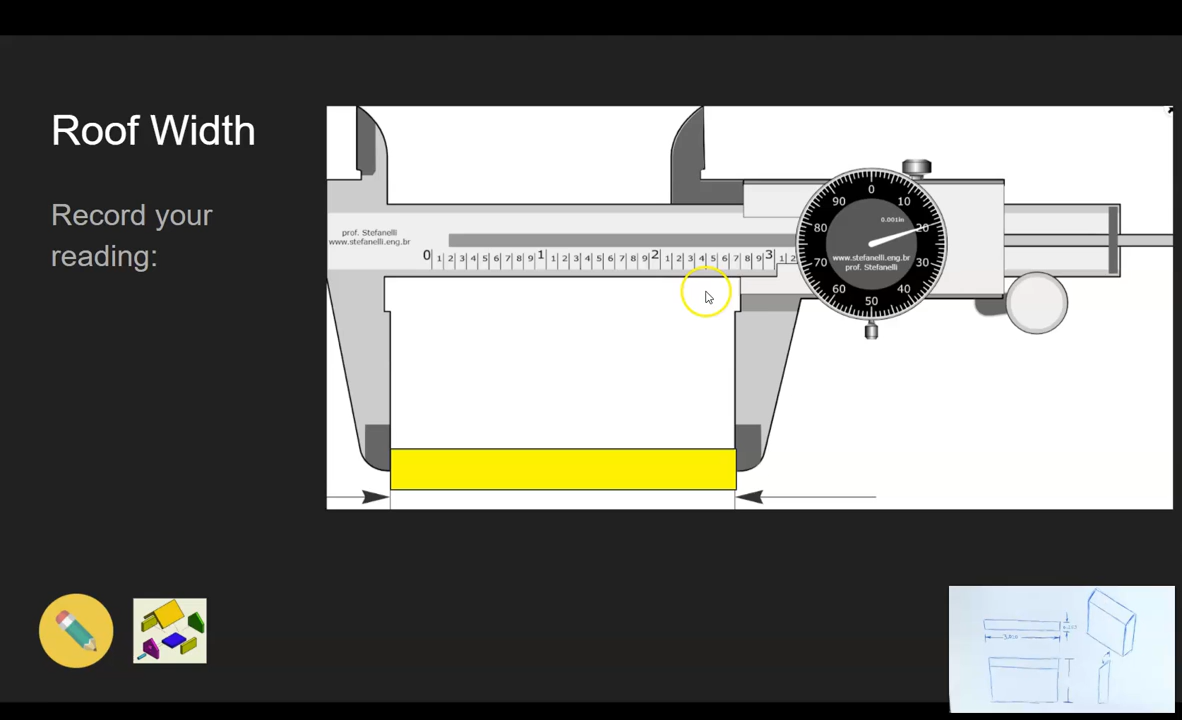 Roof Width
Record your
reading:
prof. Stefanelli
www.stefanelli.eng.br
0 1 2 3 4 5 6 7 8 9 1 1 2 3 4 5 6 7 8 9 2 1 2 3 4 5 6 7 8 9 3 1 2
0
90 10
0.001in
80 20
70 30
www.stefanelli.eng.br
prof. Stefanelli
60 40
50